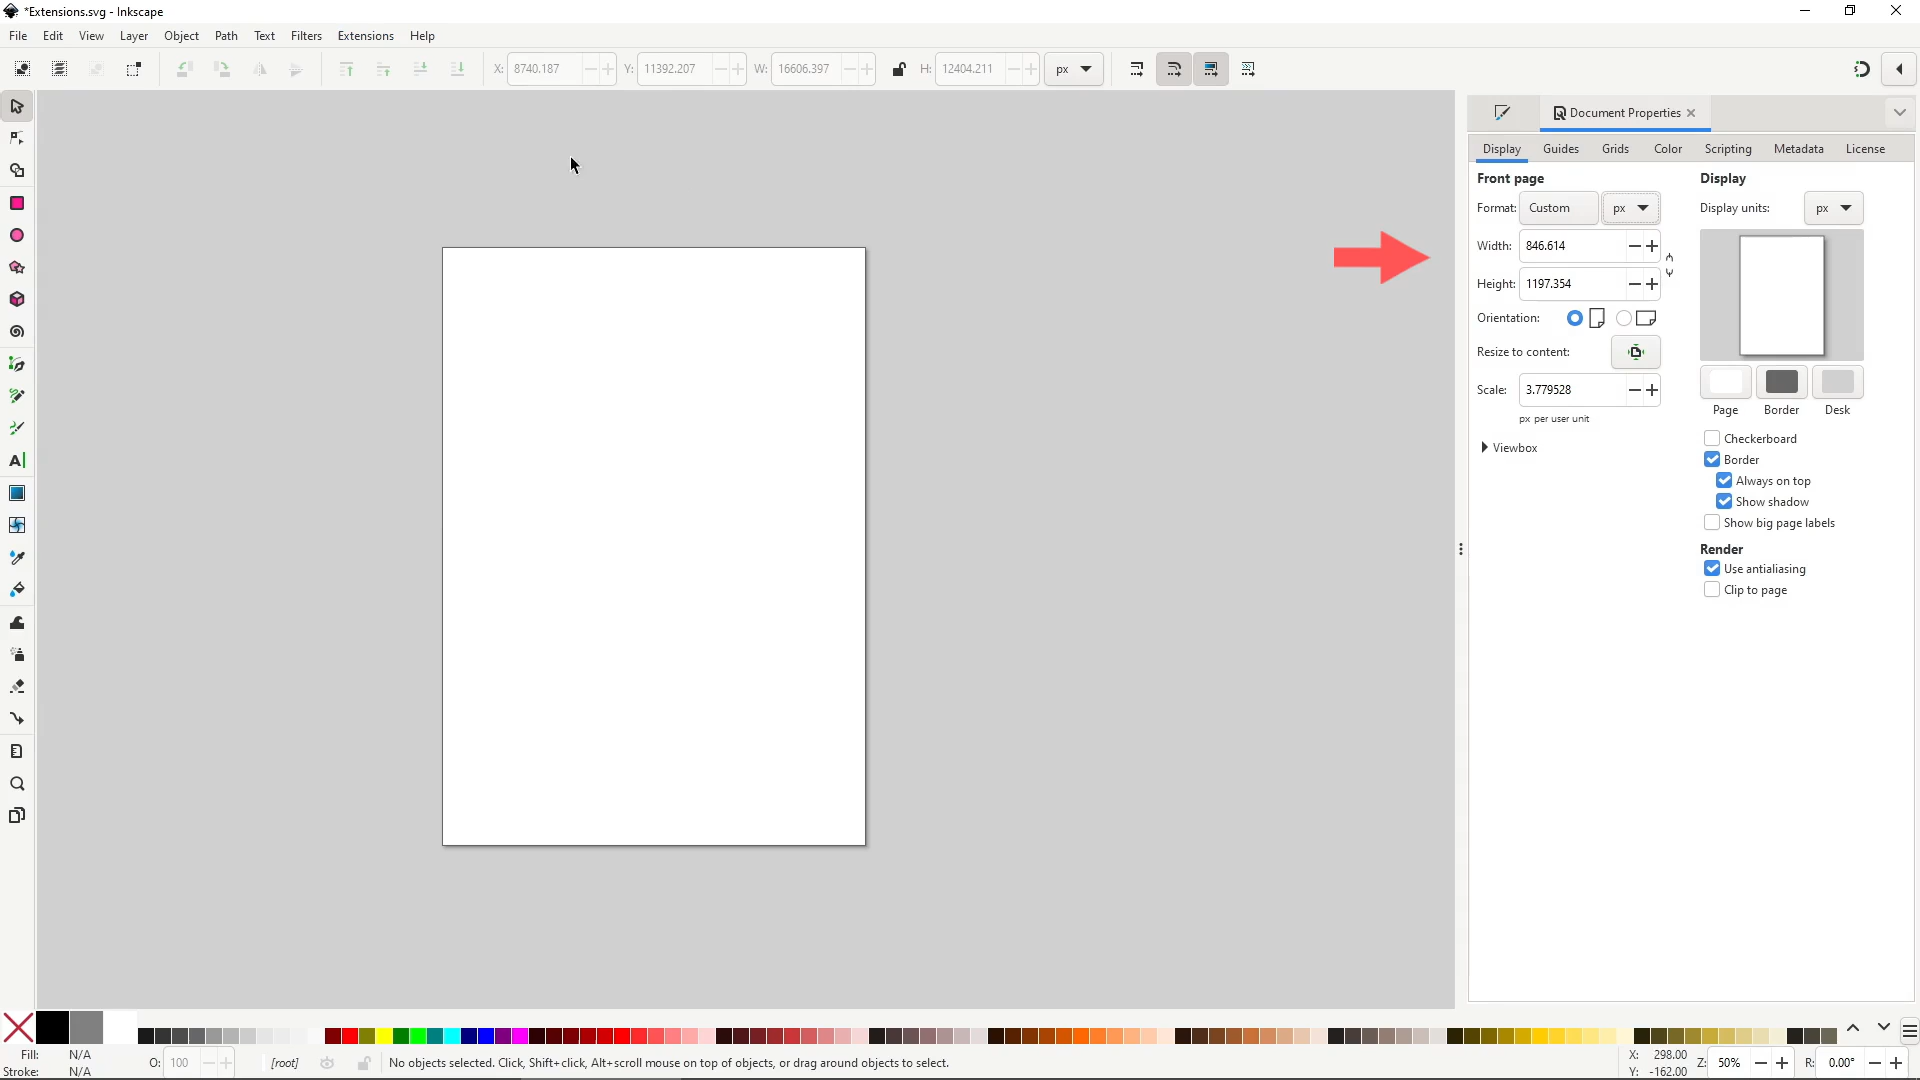 *Extensions.svg - Inkscape
File Edit View Layer Object Path Text Filters Extensions Help
X: 8740.187 Y: 11392.207 W: 16606.397 H: 12404.211 px
Document Properties
Display Guides Grids Color Scripting Metadata License
Front page
Format: Custom px
Width: 846.614
Height: 1197.354
Orientation:
Resize to content:
Scale: 3.779528
px per user unit
Viewbox
Display
Display units: px
Page Border Desk
Checkerboard
Border
Always on top
Show shadow
Show big page labels
Render
Use antialiasing
Clip to page
A
Fill: N/A
Stroke: N/A
O: 100
[root]
No objects selected. Click, Shift+click, Alt+scroll mouse on top of objects, or drag around objects to select.
X: 298.00
Y: -162.00
Z: 50%
R: 0.00°